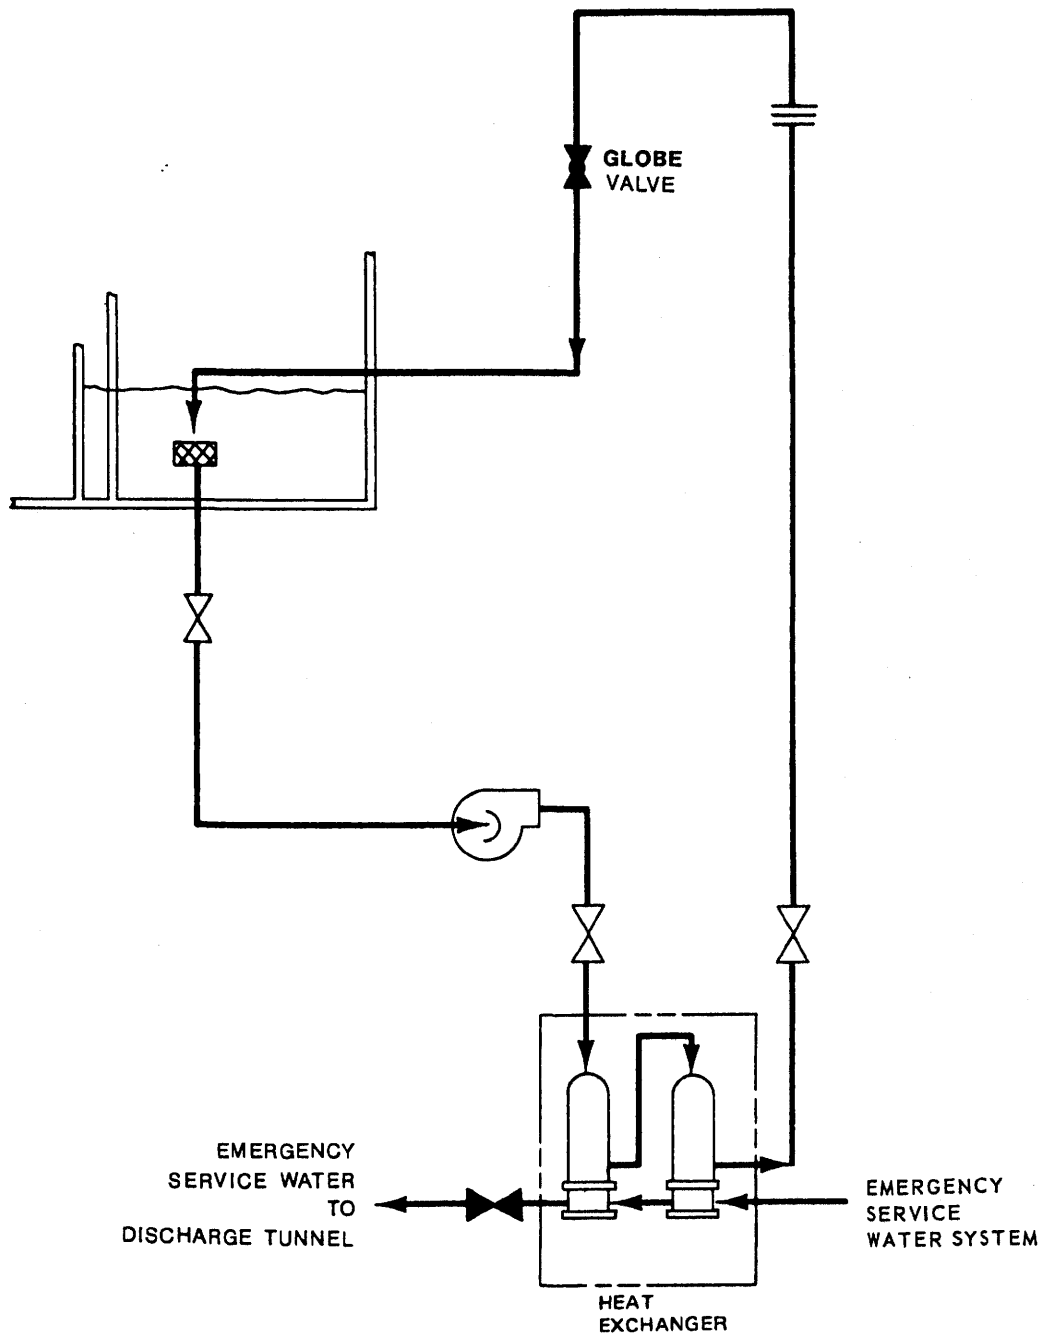 GLOBE
VALVE
EMERGENCY
SERVICE WATER
TO
DISCHARGE TUNNEL
EMERGENCY
SERVICE
WATER SYSTEM
HEAT
EXCHANGER